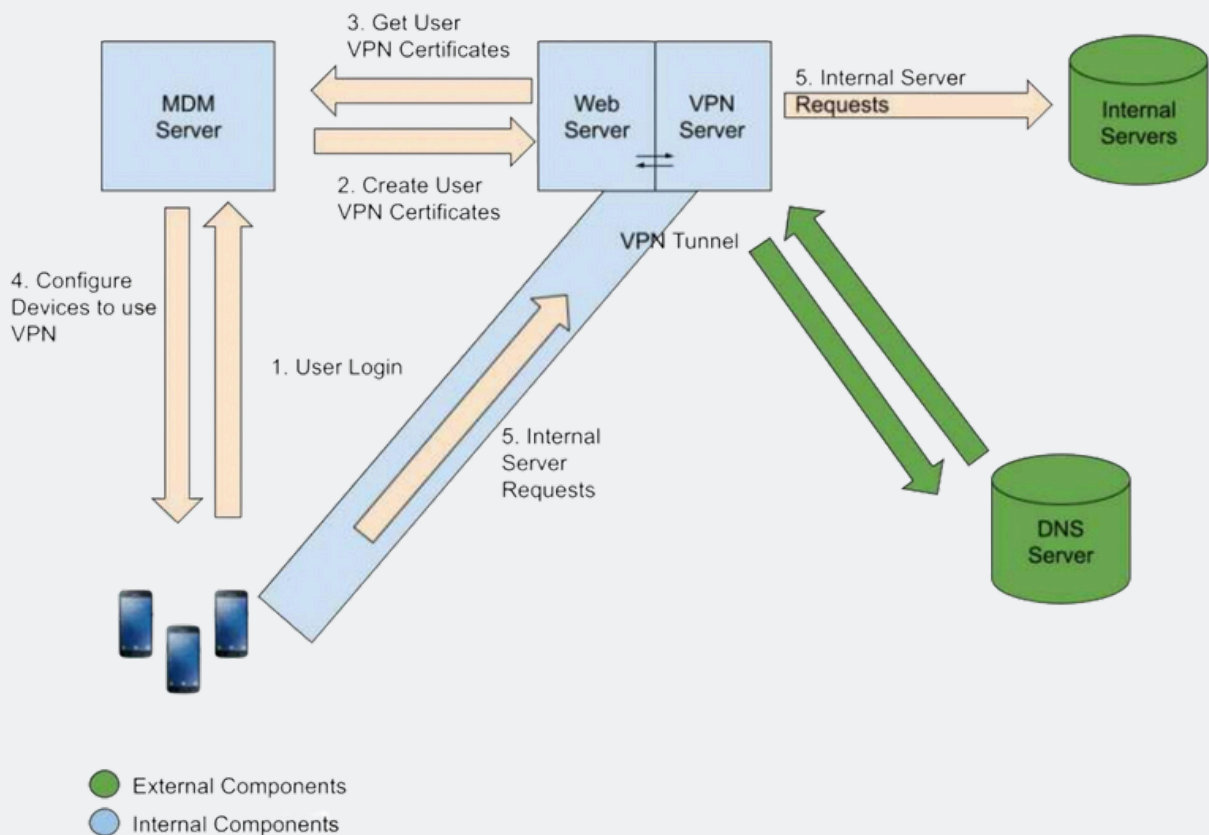 3. Get User
VPN Certificates
MDM
Server
Web
Server
VPN
Server
5. Internal Server
Requests
Internal
Servers
2. Create User
VPN Certificates
VPN Tunnel
4. Configure
Devices to use
VPN
1. User Login
5. Internal
Server
Requests
DNS
Server
External Components
Internal Components